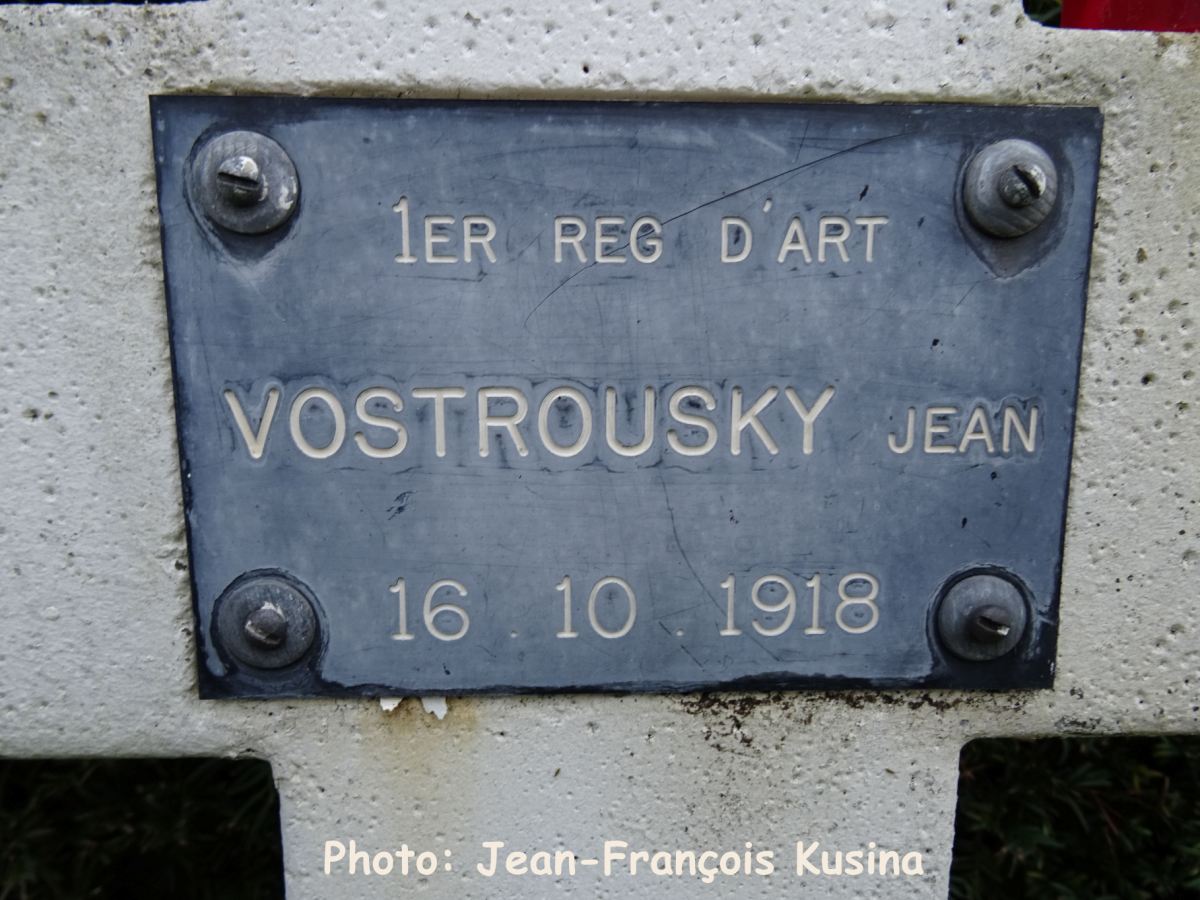 1ER REG D'ART
VOSTROUSKY JEAN
16 . 10 . 1918
Photo: Jean-François Kusina